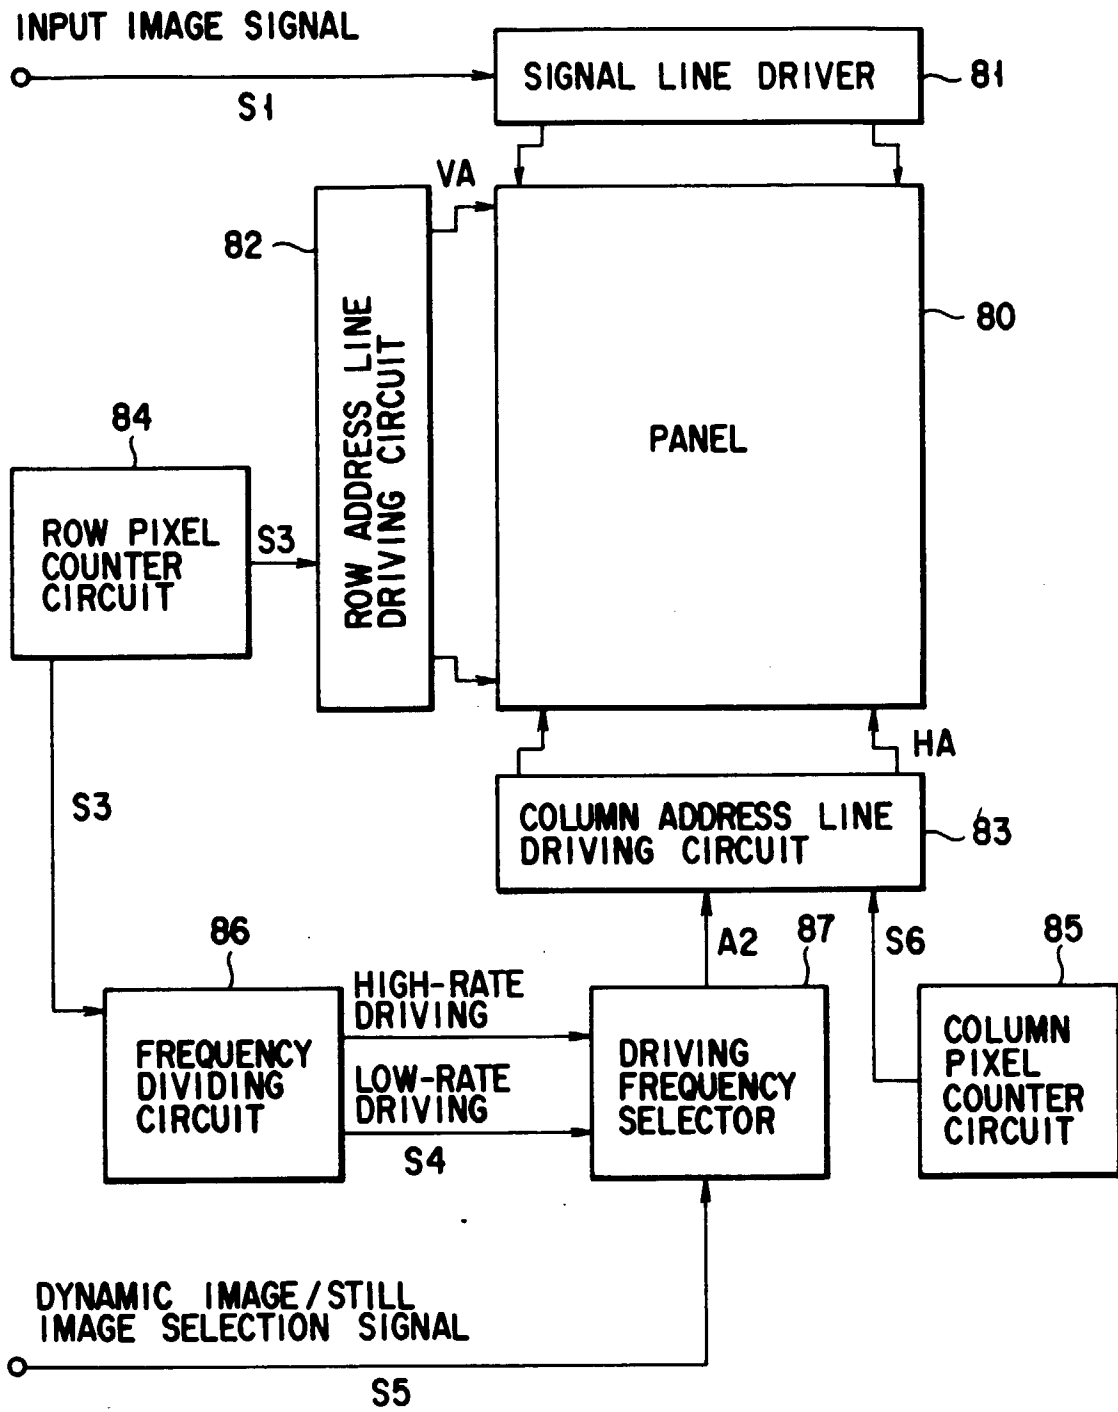 INPUT IMAGE SIGNAL
S1
SIGNAL LINE DRIVER
81
VA
82
ROW ADDRESS LINE
DRIVING CIRCUIT
PANEL
80
84
ROW PIXEL
COUNTER
CIRCUIT
S3
S3
HA
COLUMN ADDRESS LINE
DRIVING CIRCUIT
83
86
FREQUENCY
DIVIDING
CIRCUIT
HIGH-RATE
DRIVING
LOW-RATE
DRIVING
S4
A2
87
DRIVING
FREQUENCY
SELECTOR
S6
85
COLUMN
PIXEL
COUNTER
CIRCUIT
DYNAMIC IMAGE/STILL
IMAGE SELECTION SIGNAL
S5